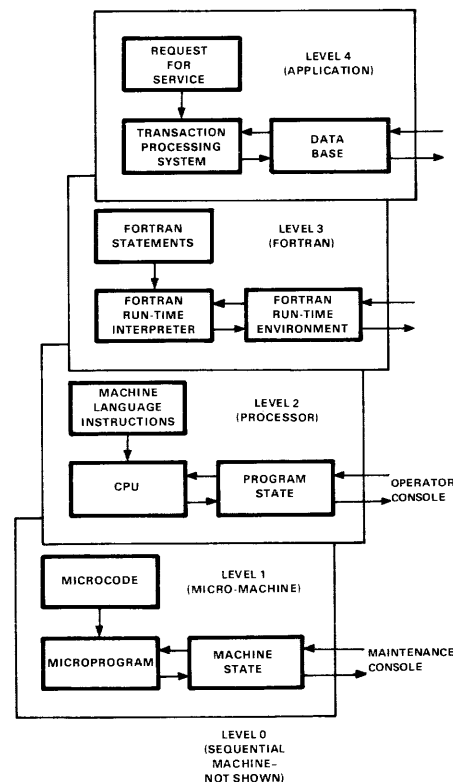 REQUEST
FOR
SERVICE
LEVEL 4
(APPLICATION)
TRANSACTION
PROCESSING
SYSTEM
DATA
BASE
FORTRAN
STATEMENTS
LEVEL 3
(FORTRAN)
FORTRAN
RUN-TIME
INTERPRETER
FORTRAN
RUN-TIME
ENVIRONMENT
MACHINE
LANGUAGE
INSTRUCTIONS
LEVEL 2
(PROCESSOR)
CPU
PROGRAM
STATE
OPERATOR
CONSOLE
MICROCODE
LEVEL 1
(MICRO-MACHINE)
MICROPROGRAM
MACHINE
STATE
MAINTENANCE
CONSOLE
LEVEL 0
(SEQUENTIAL
MACHINE–
NOT SHOWN)